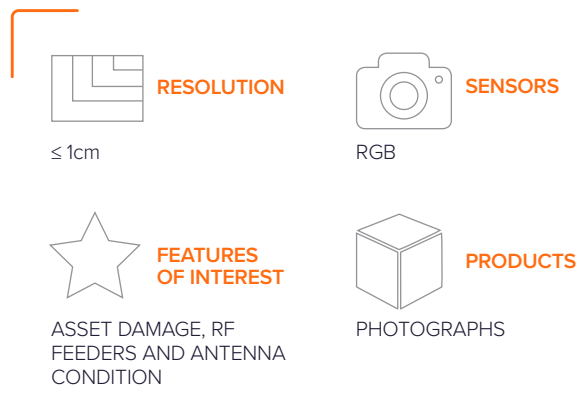 RESOLUTION
≤ 1cm
SENSORS
RGB
FEATURES
OF INTEREST
ASSET DAMAGE, RF
FEEDERS AND ANTENNA
CONDITION
PRODUCTS
PHOTOGRAPHS